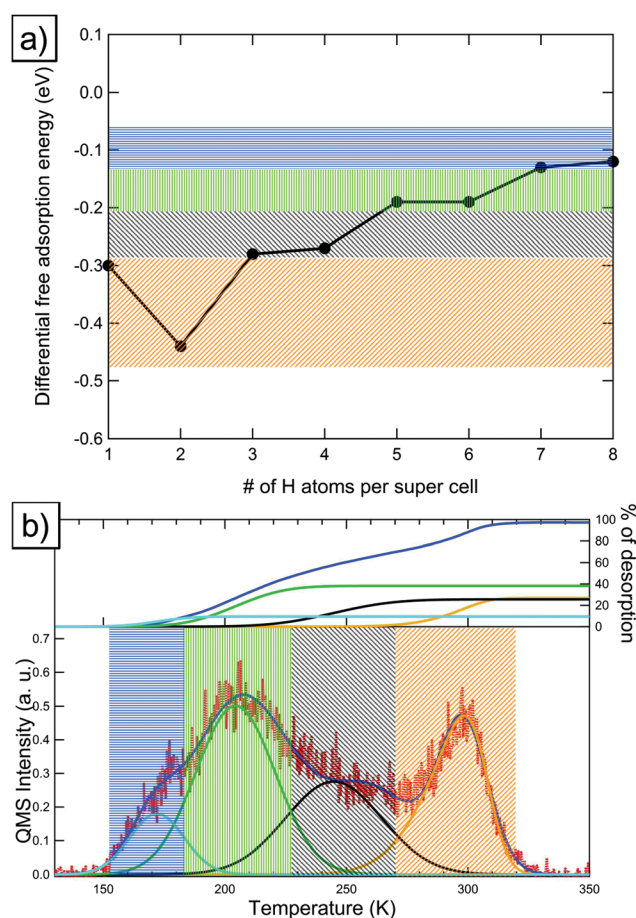 a)
Differential free adsorption energy (eV)
0.1
0.0
-0.1
-0.2
-0.3
-0.4
-0.5
-0.6
1 2 3 4 5 6 7 8
# of H atoms per super cell
b)
% of desorption
100
80
60
40
20
0
QMS Intensity (a. u.)
0.7
0.6
0.5
0.4
0.3
0.2
0.1
0.0
150 200 250 300 350
Temperature (K)